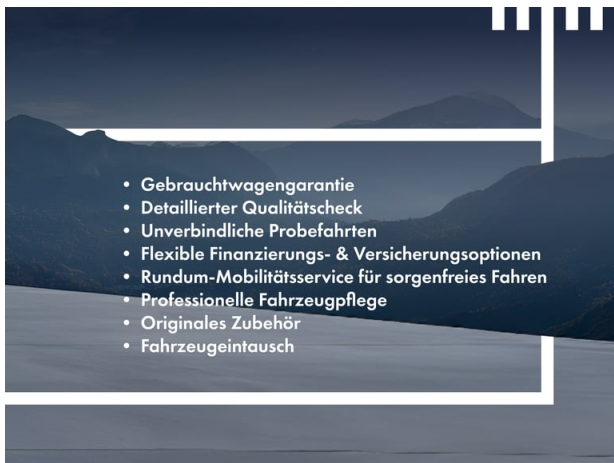 • Gebrauchtwagengarantie
• Detaillierter Qualitätscheck
• Unverbindliche Probefahrten
• Flexible Finanzierungs- & Versicherungsoptionen
• Rundum-Mobilitätsservice für sorgenfreies Fahren
• Professionelle Fahrzeugpflege
• Originales Zubehör
• Fahrzeugeintausch